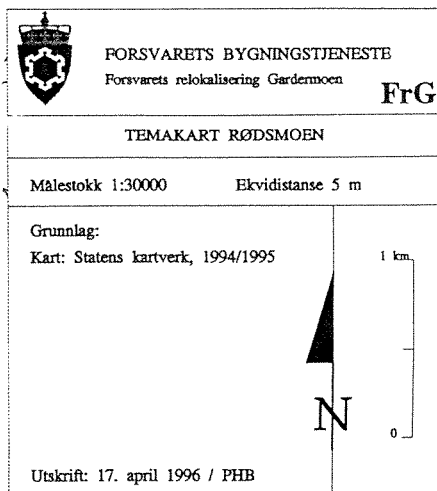 FORSVARETS BYGNINGSTJENESTE
Forsvarets relokalisering Gardermoen
FrG
TEMAKART RØDSMOEN
Målestokk 1:30000 Ekvidistanse 5 m
Grunnlag:
Kart: Statens kartverk, 1994/1995
1 km
N
0
Utskrift: 17. april 1996 / PHB